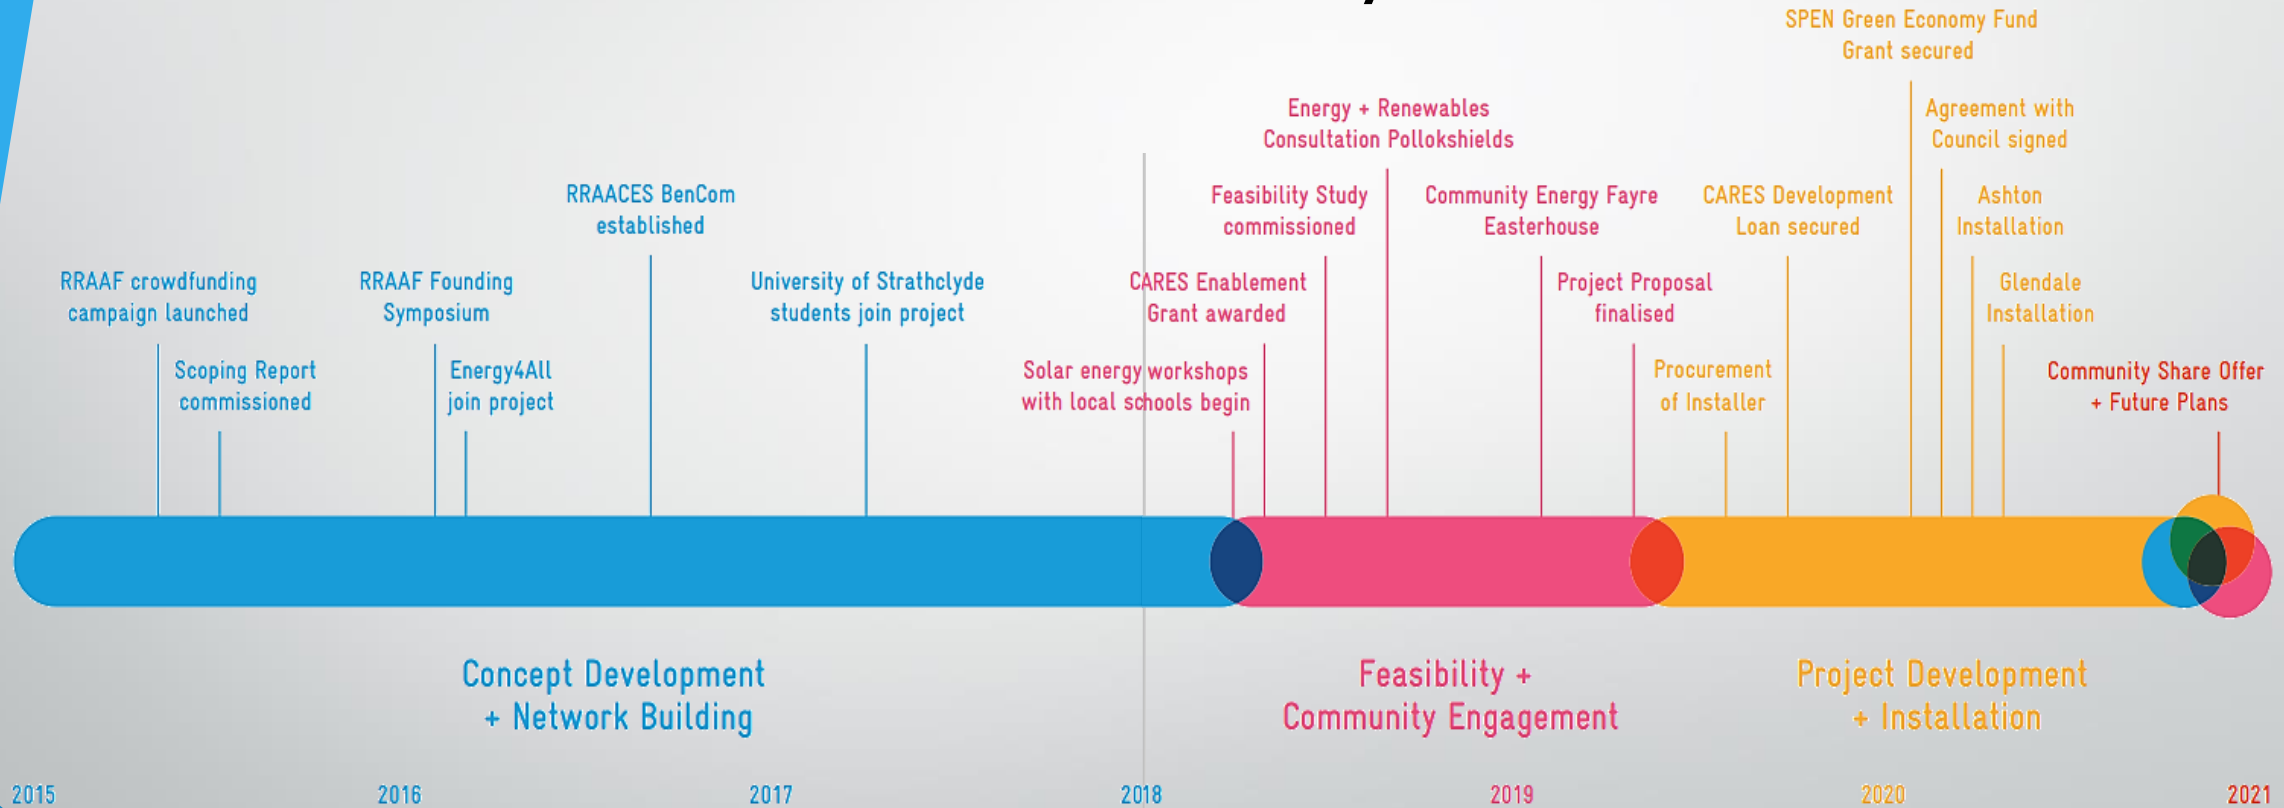 SPEN Green Economy Fund
Grant secured
Energy + Renewables
Consultation Pollokshields
Agreement with
Council signed
RRAACES BenCom
established
Feasibility Study
commissioned
Community Energy Fayre
Easterhouse
CARES Development
Loan secured
Ashton
Installation
RRAAF crowdfunding
campaign launched
RRAAF Founding
Symposium
University of Strathclyde
students join project
CARES Enablement
Grant awarded
Project Proposal
finalised
Glendale
Installation
Scoping Report
commissioned
Energy4All
join project
Solar energy workshops
with local schools begin
Procurement
of Installer
Community Share Offer
+ Future Plans
Concept Development
+ Network Building
Feasibility +
Community Engagement
Project Development
+ Installation
2015
2016
2017
2018
2019
2020
2021